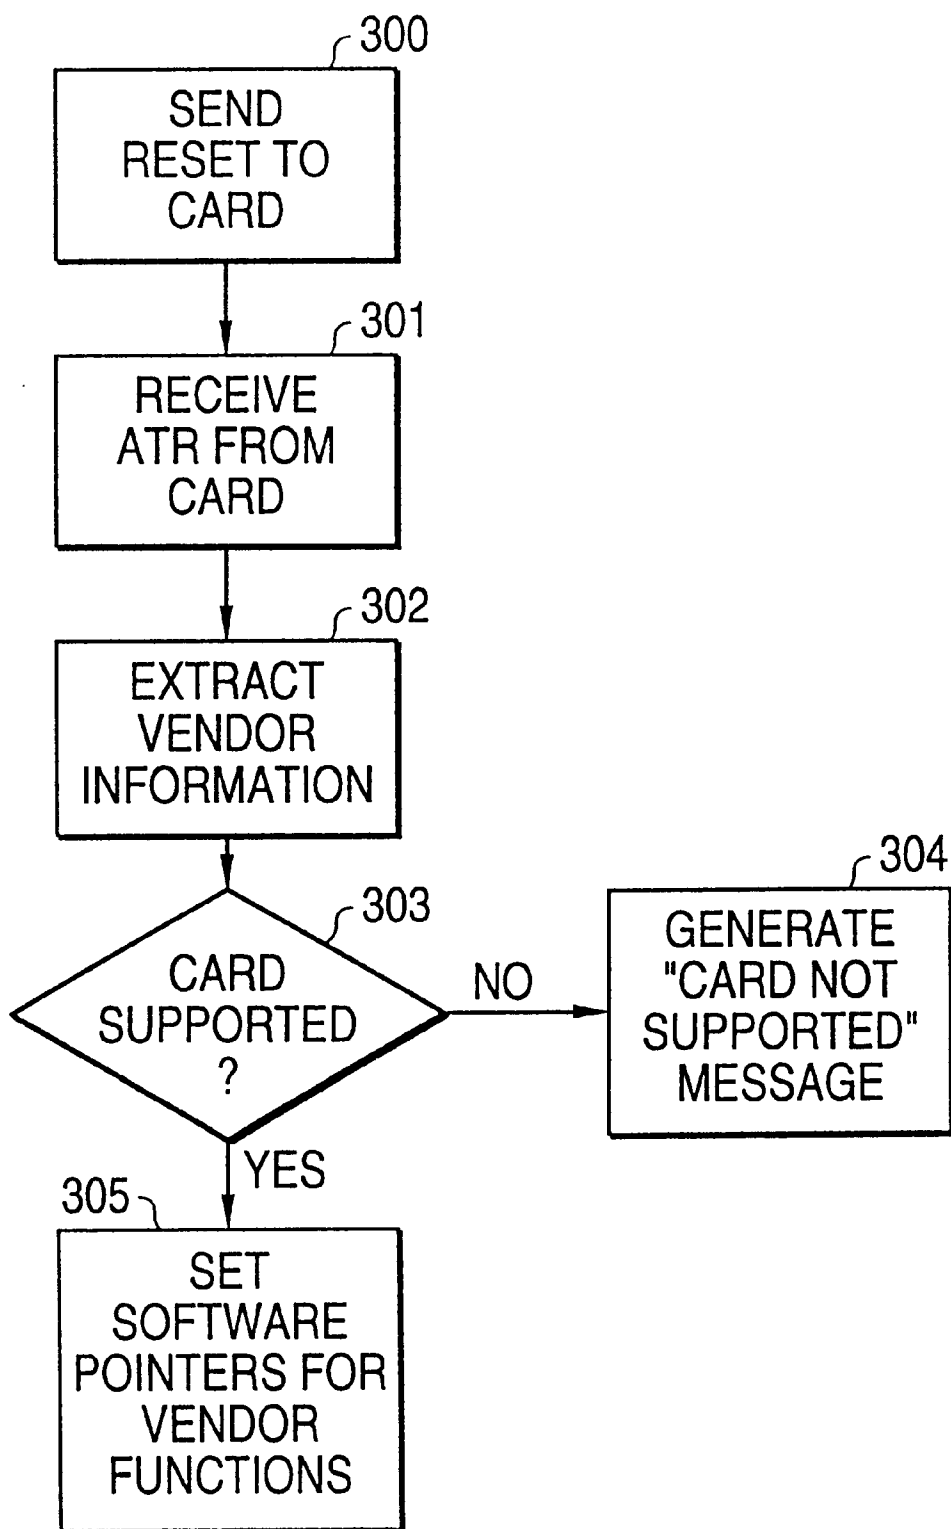 300
SEND
RESET TO
CARD
301
RECEIVE
ATR FROM
CARD
302
EXTRACT
VENDOR
INFORMATION
303
CARD
SUPPORTED
?
NO
304
GENERATE
"CARD NOT
SUPPORTED"
MESSAGE
YES
305
SET
SOFTWARE
POINTERS FOR
VENDOR
FUNCTIONS